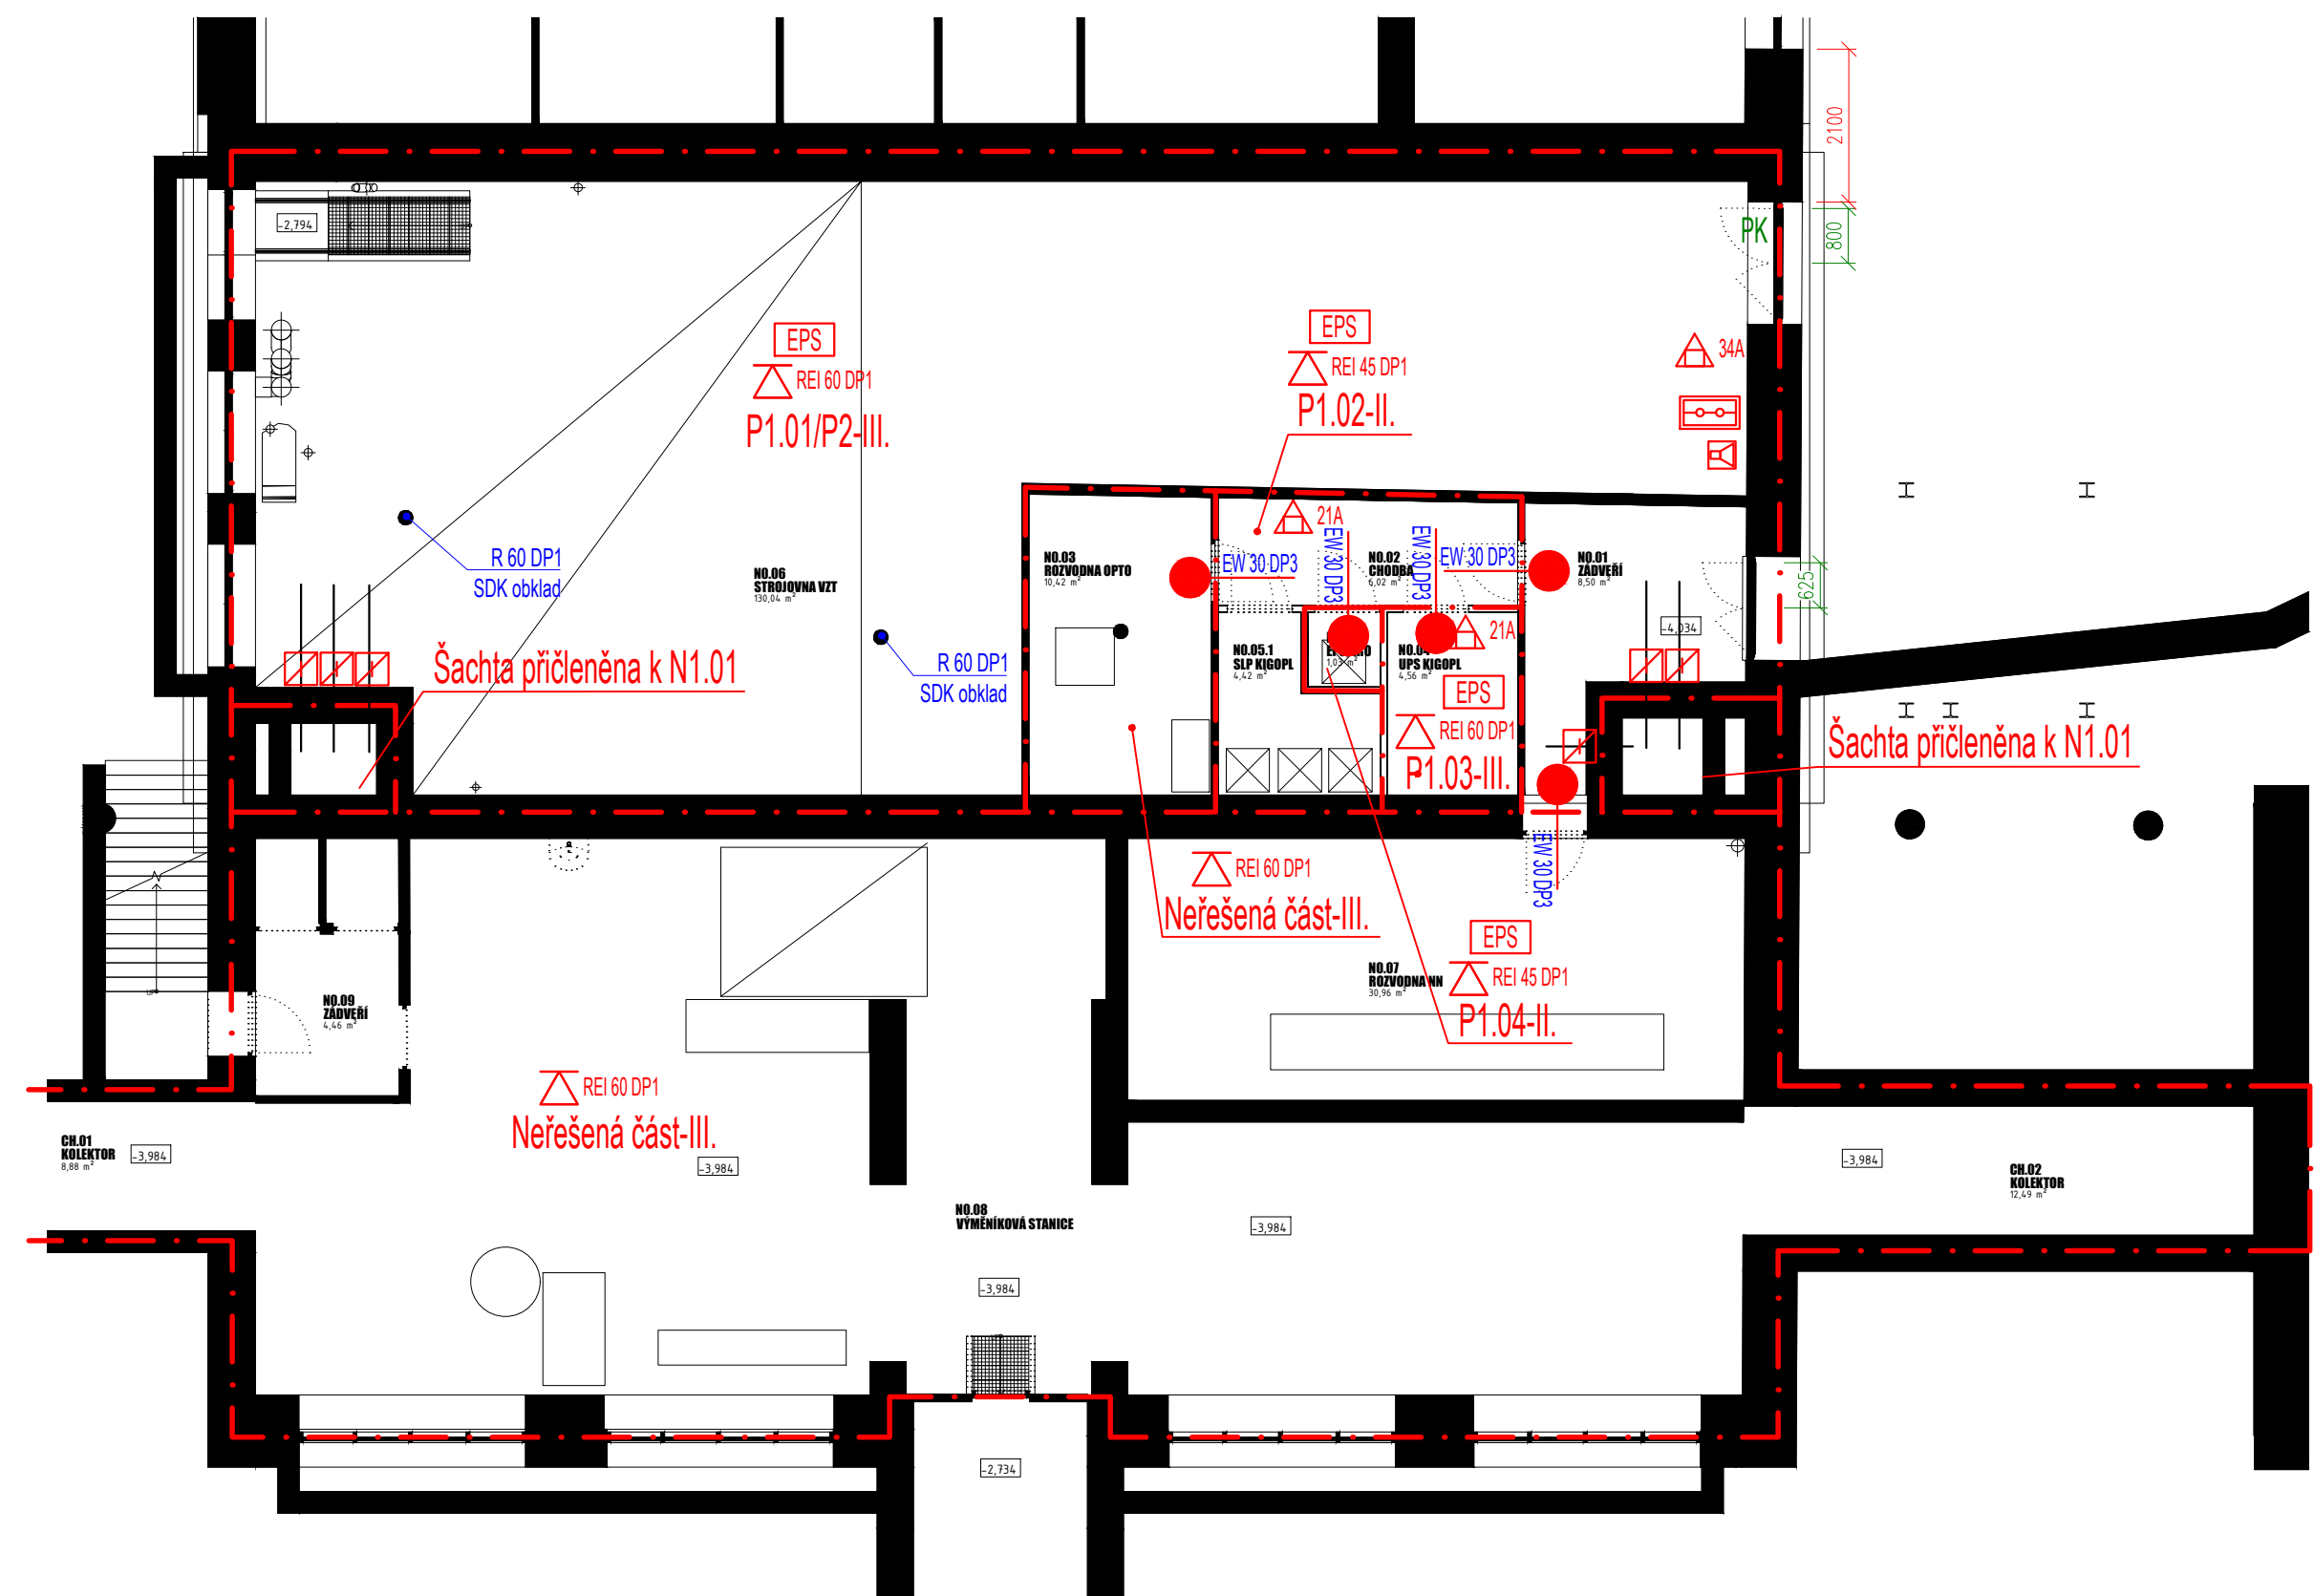 2100
800
PK
-2,794
EPS
REI 60 DP1
P1.01/P2-III.
EPS
REI 45 DP1
P1.02-II.
34A
R 60 DP1
SDK obklad
N0.06
STROJOVNA VZT
130,04 m²
N0.03
ROZVODNA OPTO
10,42 m²
21A
EW 30 DP3
EW 30 DP3
N0.02
CHODBA
6,02 m²
EW 30 DP3
EW 30 DP3
N0.01
ZÁDVEŘÍ
8,50 m²
625
-4,034
Šachta přičleněna k N1.01
R 60 DP1
SDK obklad
N0.05.1
SLP KIGOPL
4,42 m²
1,03 m²
N0.04
UPS KIGOPL
4,56 m²
21A
EPS
REI 60 DP1
P1.03-III.
Šachta přičleněna k N1.01
REI 60 DP1
Neřešená část-III.
EW 30 DP3
EPS
REI 45 DP1
P1.04-II.
N0.07
ROZVODNA NN
30,96 m²
UP
N0.09
ZÁDVEŘÍ
4,46 m²
REI 60 DP1
Neřešená část-III.
CH.01
KOLEKTOR
8,88 m²
-3,984
-3,984
-3,984
CH.02
KOLEKTOR
12,49 m²
N0.08
VÝMĚNÍKOVÁ STANICE
-3,984
-3,984
-2,734